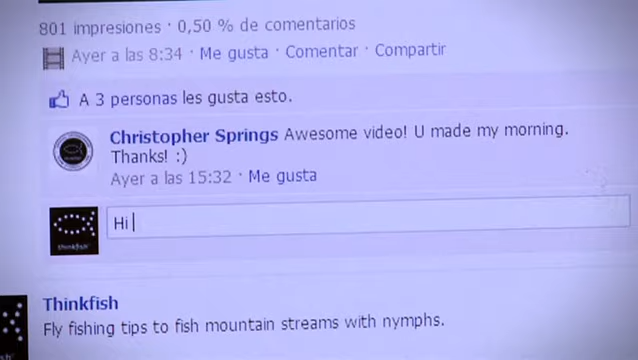 801 impresiones · 0,50 % de comentarios
Ayer a las 8:34 · Me gusta · Comentar · Compartir
A 3 personas les gusta esto.
Christopher Springs Awesome video! U made my morning.
Thanks! :)
Ayer a las 15:32 · Me gusta
Hi
thinkfish
Thinkfish
Fly fishing tips to fish mountain streams with nymphs.